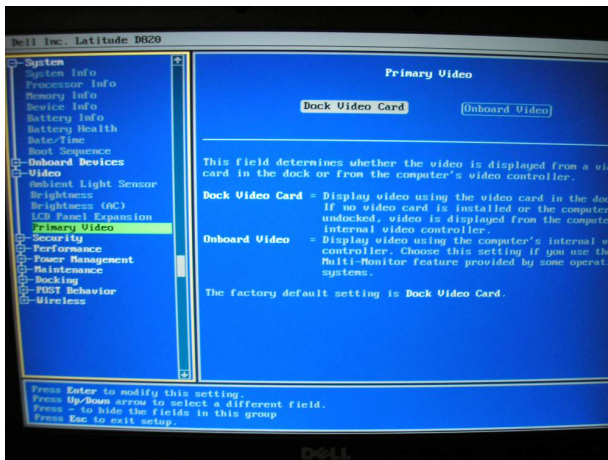 Dell Inc. Latitude D820
System
System Info
Processor Info
Memory Info
Device Info
Battery Info
Battery Health
Date/Time
Boot Sequence
Onboard Devices
Video
Ambient Light Sensor
Brightness
Brightness (AC)
LCD Panel Expansion
Primary Video
Security
Performance
Power Management
Maintenance
Docking
POST Behavior
Wireless
Primary Video
Dock Video Card Onboard Video
This field determines whether the video is displayed from a vi
card in the dock or from the computer's video controller.
Dock Video Card = Display video using the video card in the do
If no video card is installed or the computer
undocked, video is displayed from the compute
internal video controller.
Onboard Video = Display video using the computer's internal v
controller. Choose this setting if you use th
Multi-Monitor feature provided by some operat
systems.
The factory default setting is Dock Video Card.
Press Enter to modify this setting.
Press Up/Down arrow to select a different field.
Press - to hide the fields in this group
Press Esc to exit setup.
DELL